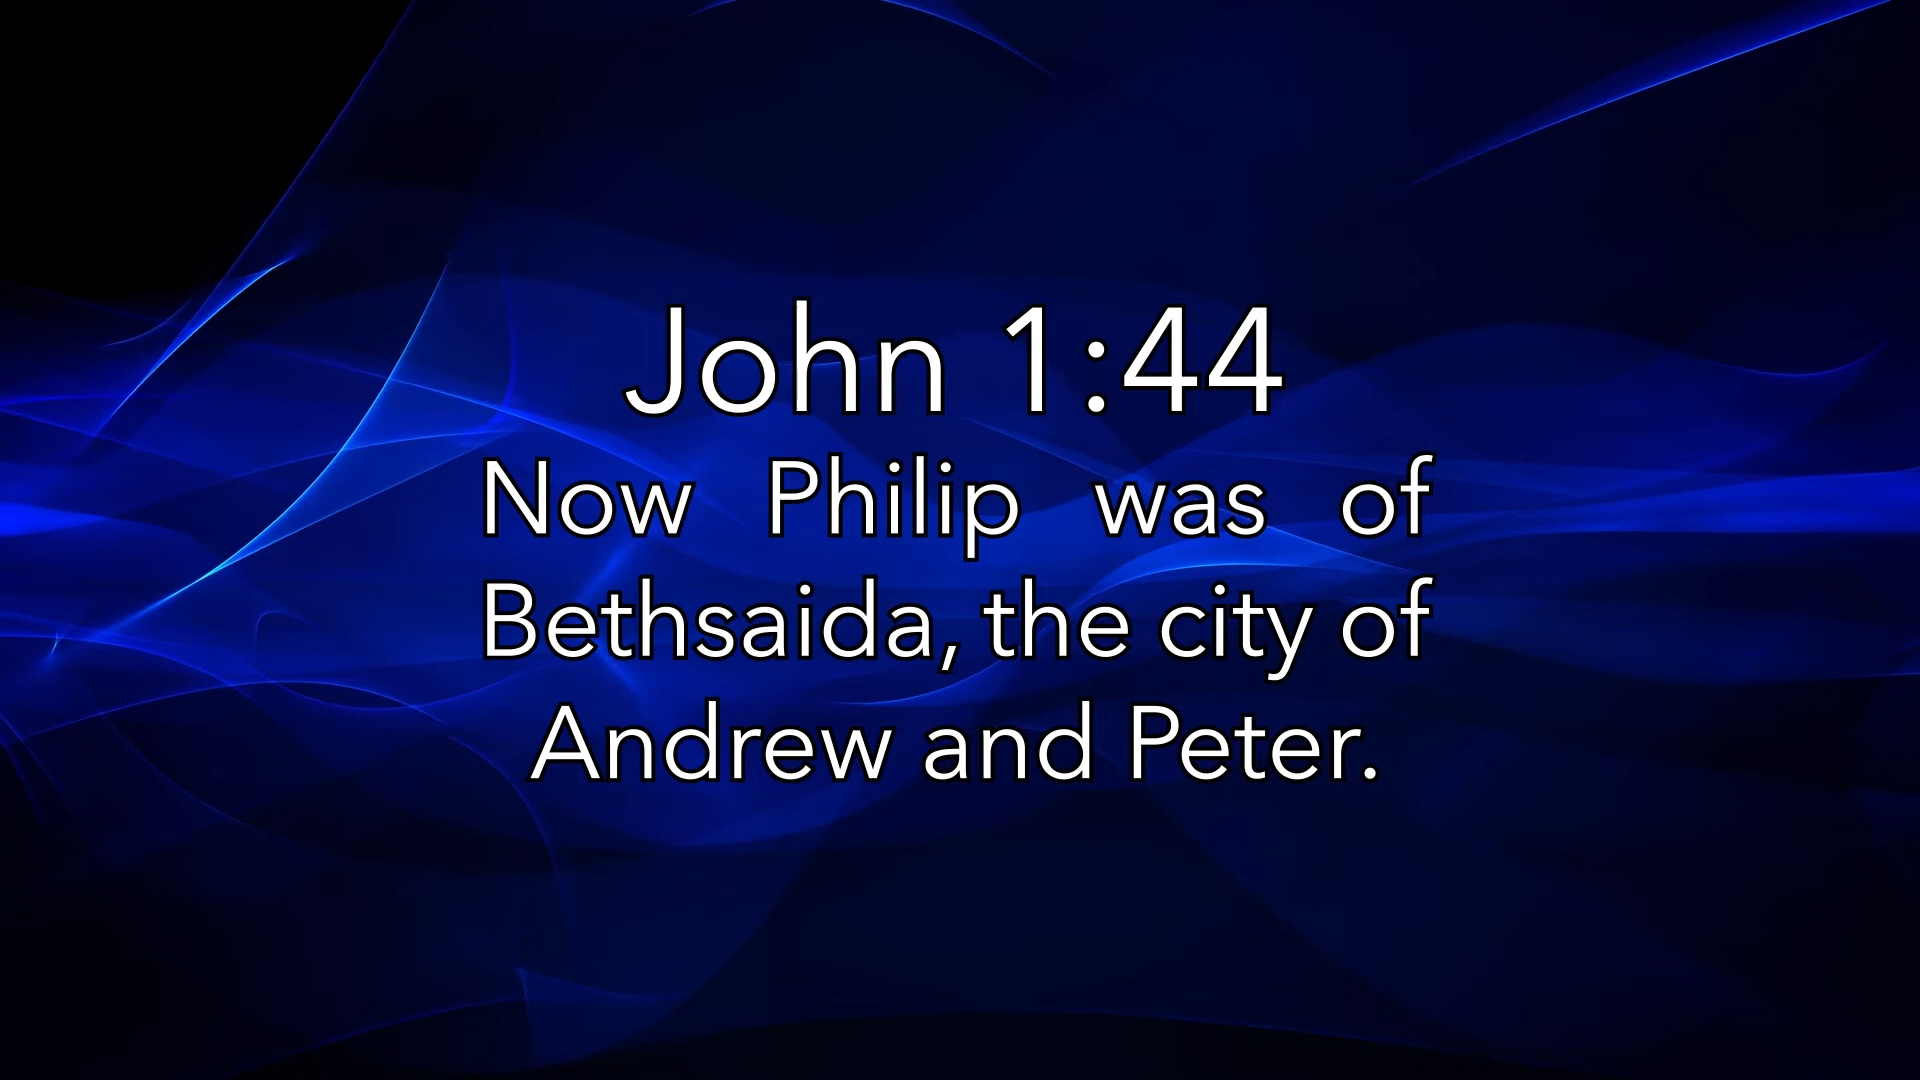 John 1:44
Now Philip was of
Bethsaida, the city of
Andrew and Peter.